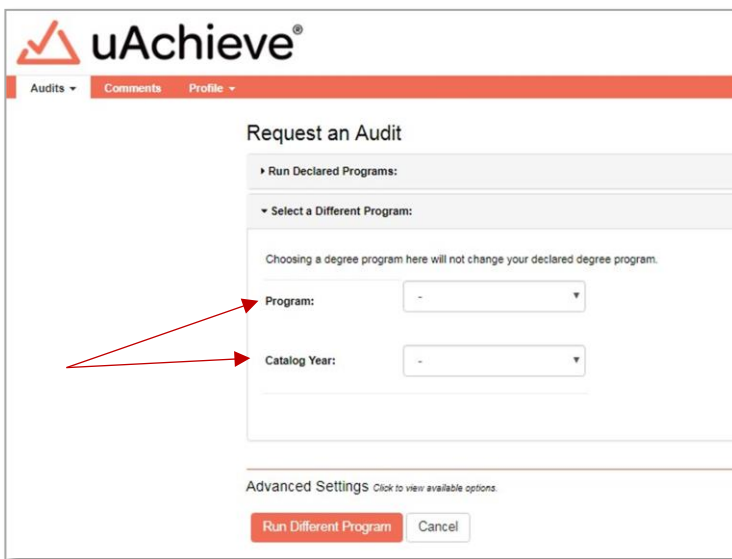 uAchieve®
Audits Comments Profile
Request an Audit
Run Declared Programs:
Select a Different Program:
Choosing a degree program here will not change your declared degree program.
Program: -
Catalog Year: -
Advanced Settings Click to view available options.
Run Different Program Cancel